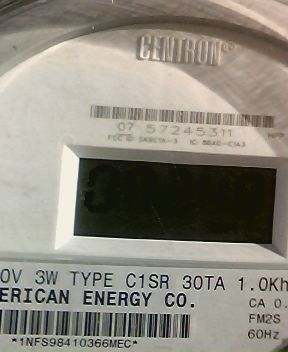 CENTRON®
07 57245311
0V 3W TYPE C1SR 30TA 1.0Kh
ERICAN ENERGY CO.
CA 0.
FM2S
60Hz
*1NFS98410366MEC*